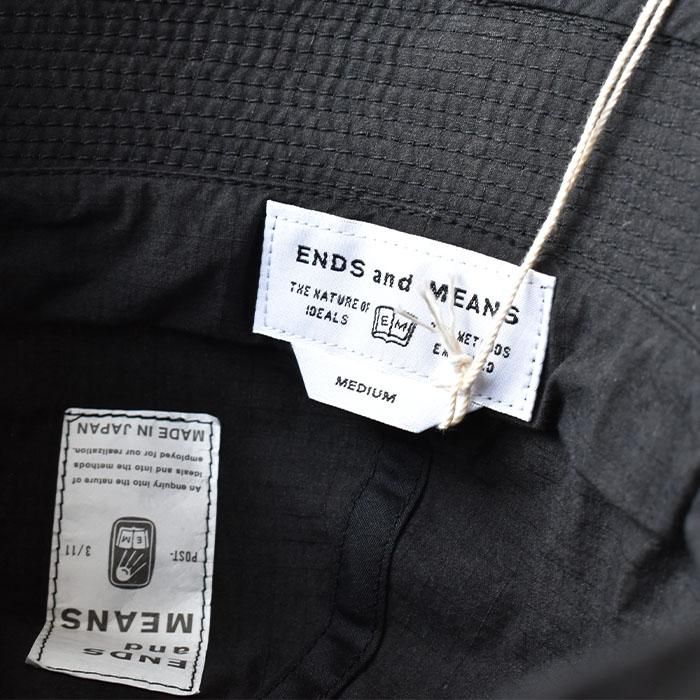 ENDS and MEANS
THE NATURE OF
IDEALS
E M
METHODS
MEDIUM
ENDS
and
MEANS
POST- 3/11
E M
An enquiry into the nature of
ideals and into the methods
employed for our realization.
MADE IN JAPAN